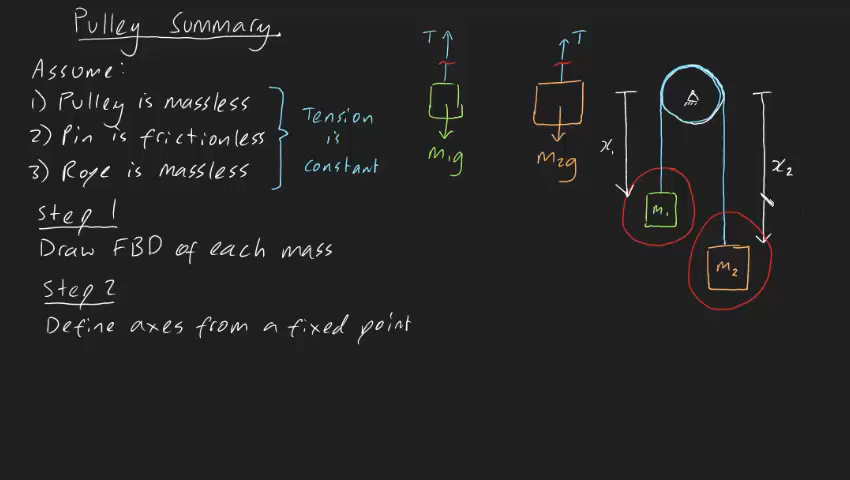 Pulley Summary
Assume:
1) Pulley is massless
2) Pin is frictionless
3) Rope is massless
Tension
is
constant
Step 1
Draw FBD of each mass
Step 2
Define axes from a fixed point
T
m₁g
T
m₂g
x₁
x₂
m₁
m₂